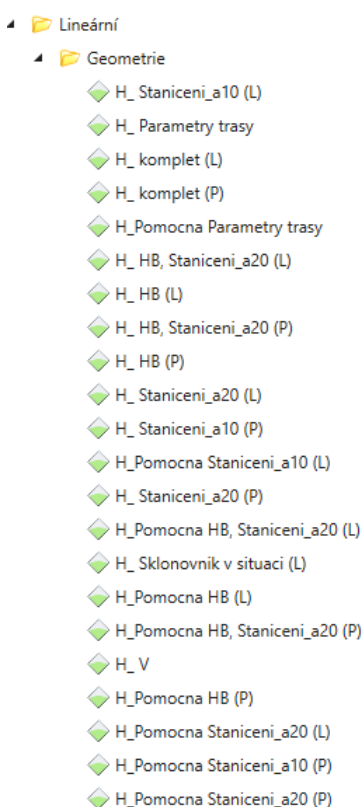 Lineární
Geometrie
H_ Staniceni_a10 (L)
H_ Parametry trasy
H_ komplet (L)
H_ komplet (P)
H_Pomocna Parametry trasy
H_ HB, Staniceni_a20 (L)
H_ HB (L)
H_ HB, Staniceni_a20 (P)
H_ HB (P)
H_ Staniceni_a20 (L)
H_ Staniceni_a10 (P)
H_Pomocna Staniceni_a10 (L)
H_ Staniceni_a20 (P)
H_Pomocna HB, Staniceni_a20 (L)
H_ Sklonovnik v situaci (L)
H_Pomocna HB (L)
H_Pomocna HB, Staniceni_a20 (P)
H_ V
H_Pomocna HB (P)
H_Pomocna Staniceni_a20 (L)
H_Pomocna Staniceni_a10 (P)
H_Pomocna Staniceni_a20 (P)